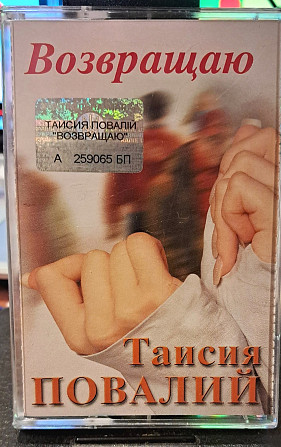 Возвращаю
ТАИСИЯ ПОВАЛІЙ
"ВОЗВРАЩАЮ"
А 259065 БП
Таисия
ПОВАЛИЙ